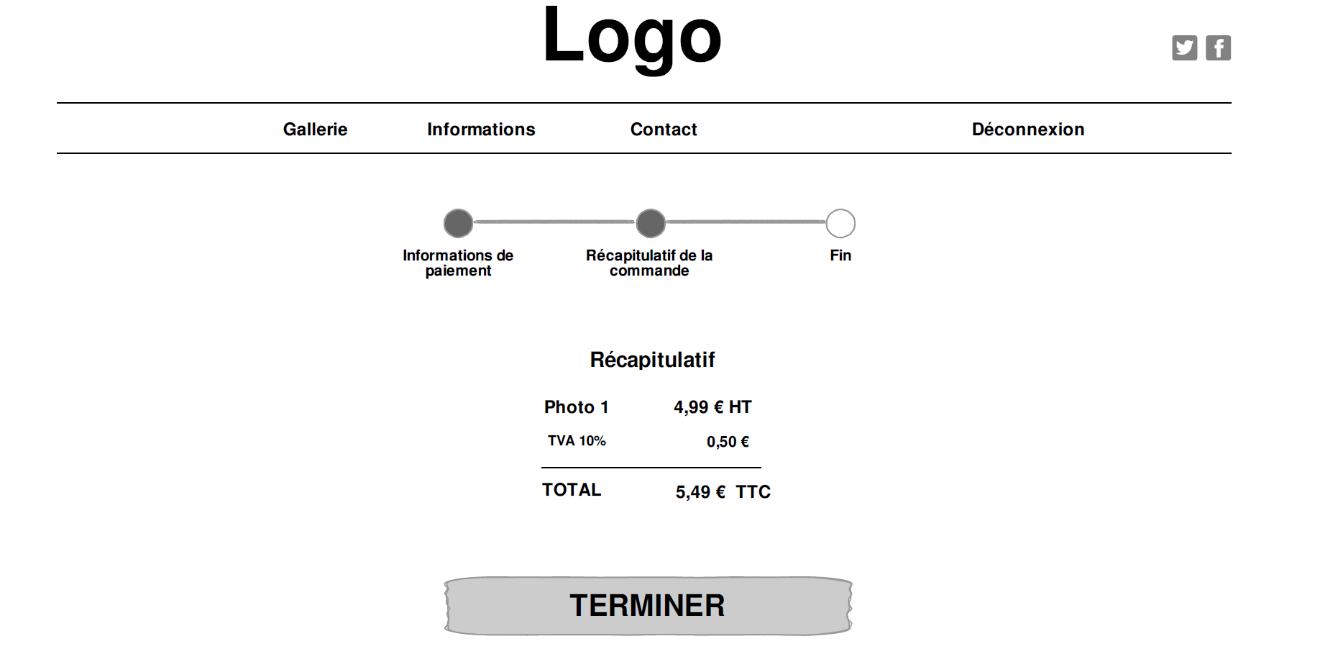 Logo
Gallerie Informations Contact Déconnexion
Informations de
paiement
Récapitulatif de la
commande
Fin
Récapitulatif
Photo 1 4,99 € HT
TVA 10% 0,50 €
TOTAL 5,49 € TTC
TERMINER